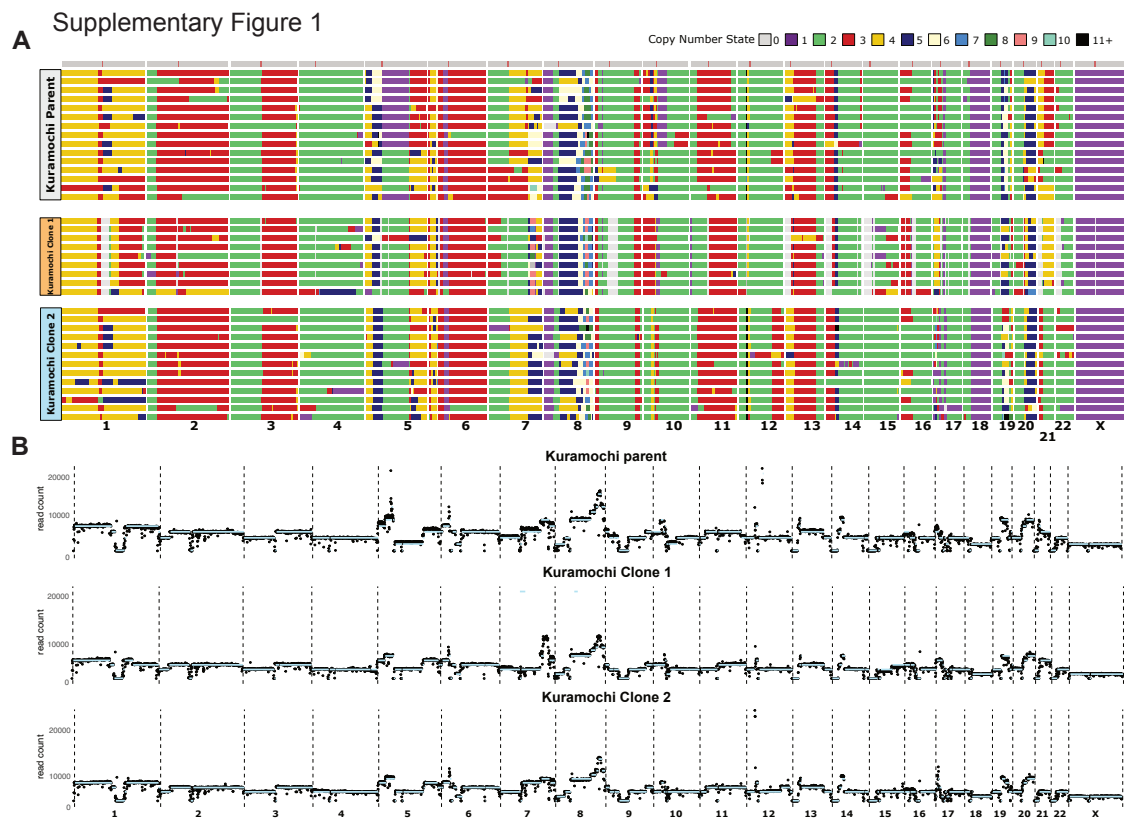 Supplementary Figure 1
A
Copy Number State 0 1 2 3 4 5 6 7 8 9 10 11+
Kuramochi Parent
Kuramochi Clone 1
Kuramochi Clone 2
1 2 3 4 5 6 7 8 9 10 11 12 13 14 15 16 17 18 19 20 21 22 X
B
Kuramochi parent
read count
20000
10000
0
Kuramochi Clone 1
read count
20000
10000
0
Kuramochi Clone 2
read count
20000
10000
0
1 2 3 4 5 6 7 8 9 10 11 12 13 14 15 16 17 18 19 20 21 22 X